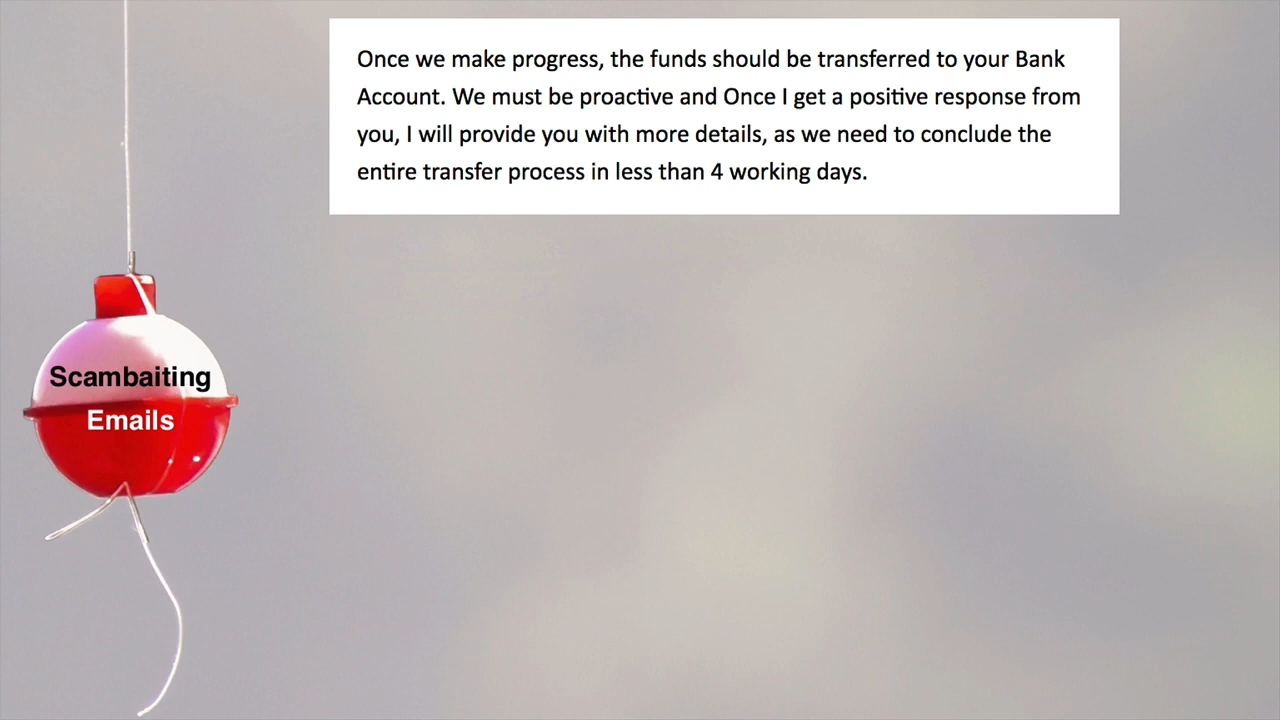 Once we make progress, the funds should be transferred to your Bank
Account. We must be proactive and Once I get a positive response from
you, I will provide you with more details, as we need to conclude the
entire transfer process in less than 4 working days.
Scambaiting
Emails